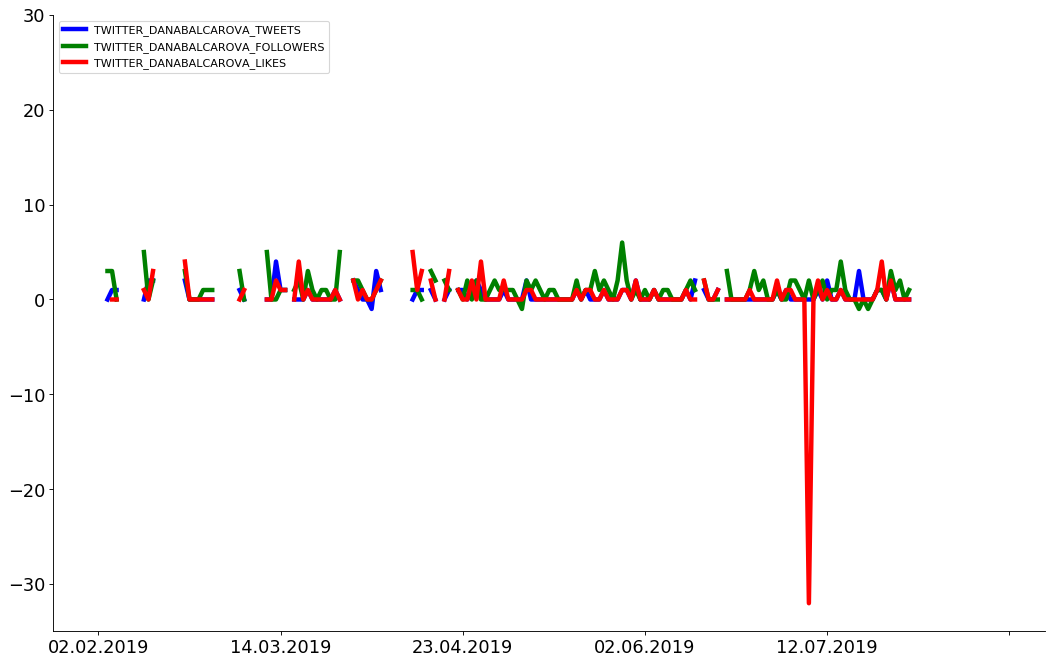 30
TWITTER_DANABALCAROVA_TWEETS
TWITTER_DANABALCAROVA_FOLLOWERS
TWITTER_DANABALCAROVA_LIKES
20
10
0
−10
−20
−30
02.02.2019 14.03.2019 23.04.2019 02.06.2019 12.07.2019